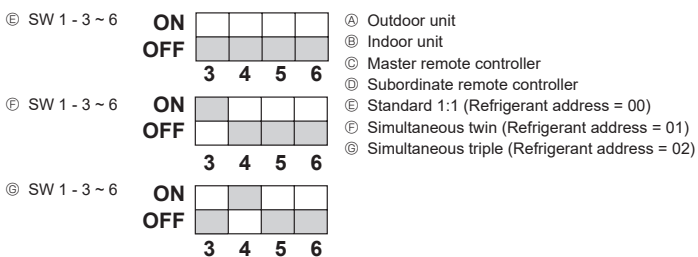 Ⓔ SW 1 - 3 ~ 6
ON
OFF
3 4 5 6
Ⓕ SW 1 - 3 ~ 6
ON
OFF
3 4 5 6
Ⓖ SW 1 - 3 ~ 6
ON
OFF
3 4 5 6
Ⓐ Outdoor unit
Ⓑ Indoor unit
Ⓒ Master remote controller
Ⓓ Subordinate remote controller
Ⓔ Standard 1:1 (Refrigerant address = 00)
Ⓕ Simultaneous twin (Refrigerant address = 01)
Ⓖ Simultaneous triple (Refrigerant address = 02)